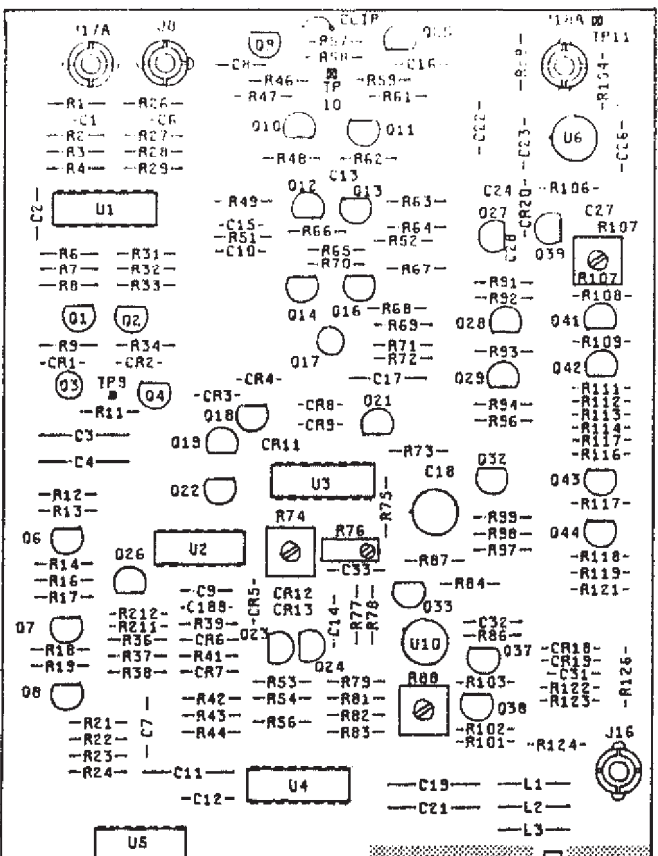 J17A J8 Q9 R57 J18A TP11
C8 R58 C16
R46 TP 10 R59
R47 R61 R154
R1 R26
C1 C6 Q10 Q11 C22 U6
R2 R27 C23 C26
R3 R28
R4 R29 R48 R62
C13
Q12 Q13 C24 R106
C2 U1 R49 R63 Q27 CR20 C27
C15 R66 R64 R107
R51 R52
C10 R65 C28 Q39
R6 R31 R70
R7 R32 R67
R8 R33 R91 R107
R92 R108
Q1 Q2 Q14 Q16 R68 Q28 Q41
R69
R9 R34 Q17 R71 R93 R109
CR1 CR2 R72 Q42
Q3 TP9 Q4 CR4 C17 Q29
CR3 R111
R11 Q18 CR8 Q21 R94 R112
CR9 R96 R113
C3 R114
Q19 CR11 R117
C4 R73 R116
Q22 U3 C18 Q32 Q43
R12 R75
R13 R74 R76 R99 R117
Q6 R98 Q44
U2 R97
R14 Q26 C33 R87 R118
R16 C9 CR5 CR12 R84 R119
R17 C188 CR13 C14 R77 R78 Q33 R121
R212 R39 C32
Q7 R211 CR6 Q23 U10 R86 Q37
R18 R36 R41 Q24 CR18
R19 R37 CR7 CR19
R38 R53 R79 R88 C31 R126
Q8 R42 R54 R81 R103 R122
R43 R56 R82 Q38 R123
R21 C7 R44 R83 R102
R22 R101 R124 J16
R23
R24 C11 U4 C19 L1
C12 C21 L2
L3
U5